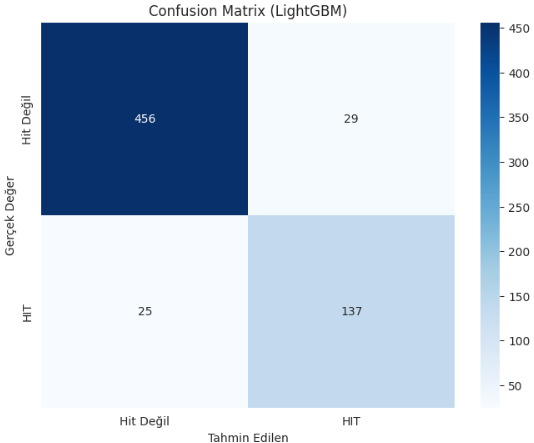 Confusion Matrix (LightGBM)
Gerçek Değer
Hit Değil
456
29
HIT
25
137
Hit Değil
HIT
Tahmin Edilen
450
400
350
300
250
200
150
100
50